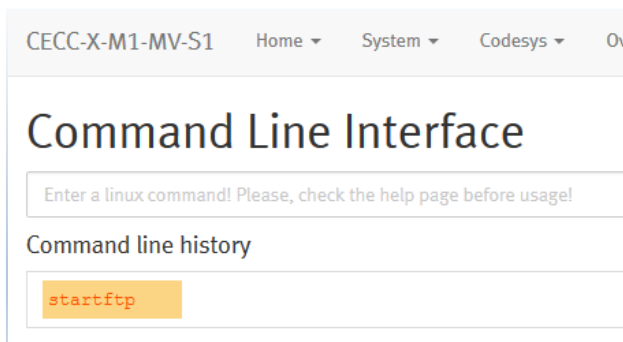 CECC-X-M1-MV-S1 Home System Codesys
Command Line Interface
Enter a linux command! Please, check the help page before usage!
Command line history
startftp